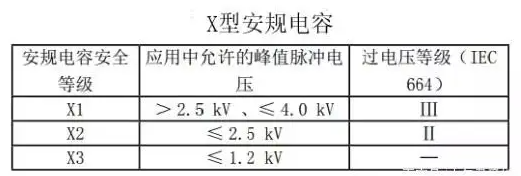 X型安规电容
安规电容安全 应用中允许的峰值脉冲电 过电压等级（IEC
等级 压 664）
X1 ＞2.5 kV 、≤4.0 kV III
X2 ≤2.5 kV II
X3 ≤1.2 kV —